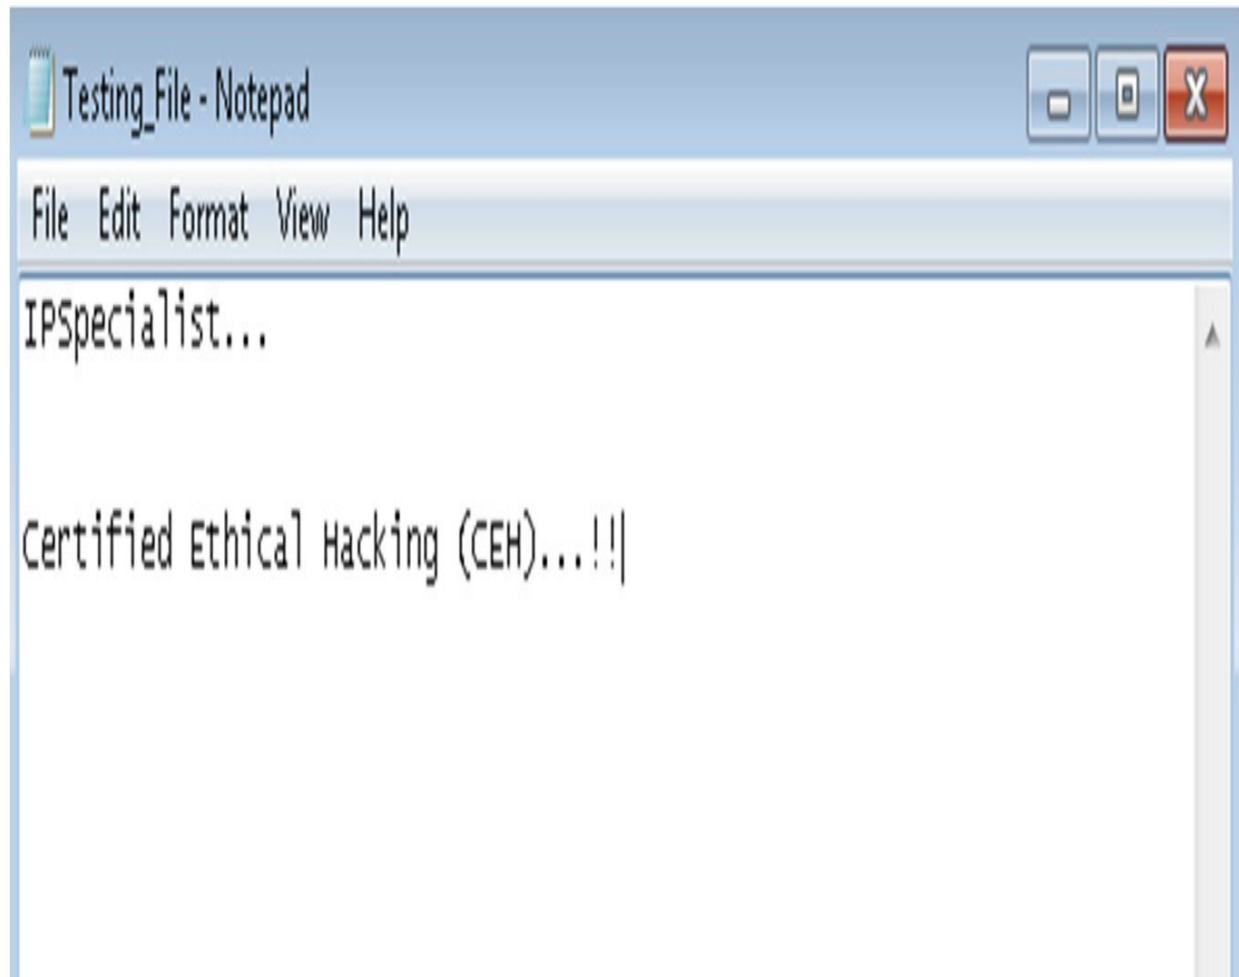 Testing_File - Notepad
File Edit Format View Help
IPSpecialist...
Certified Ethical Hacking (CEH)...!!